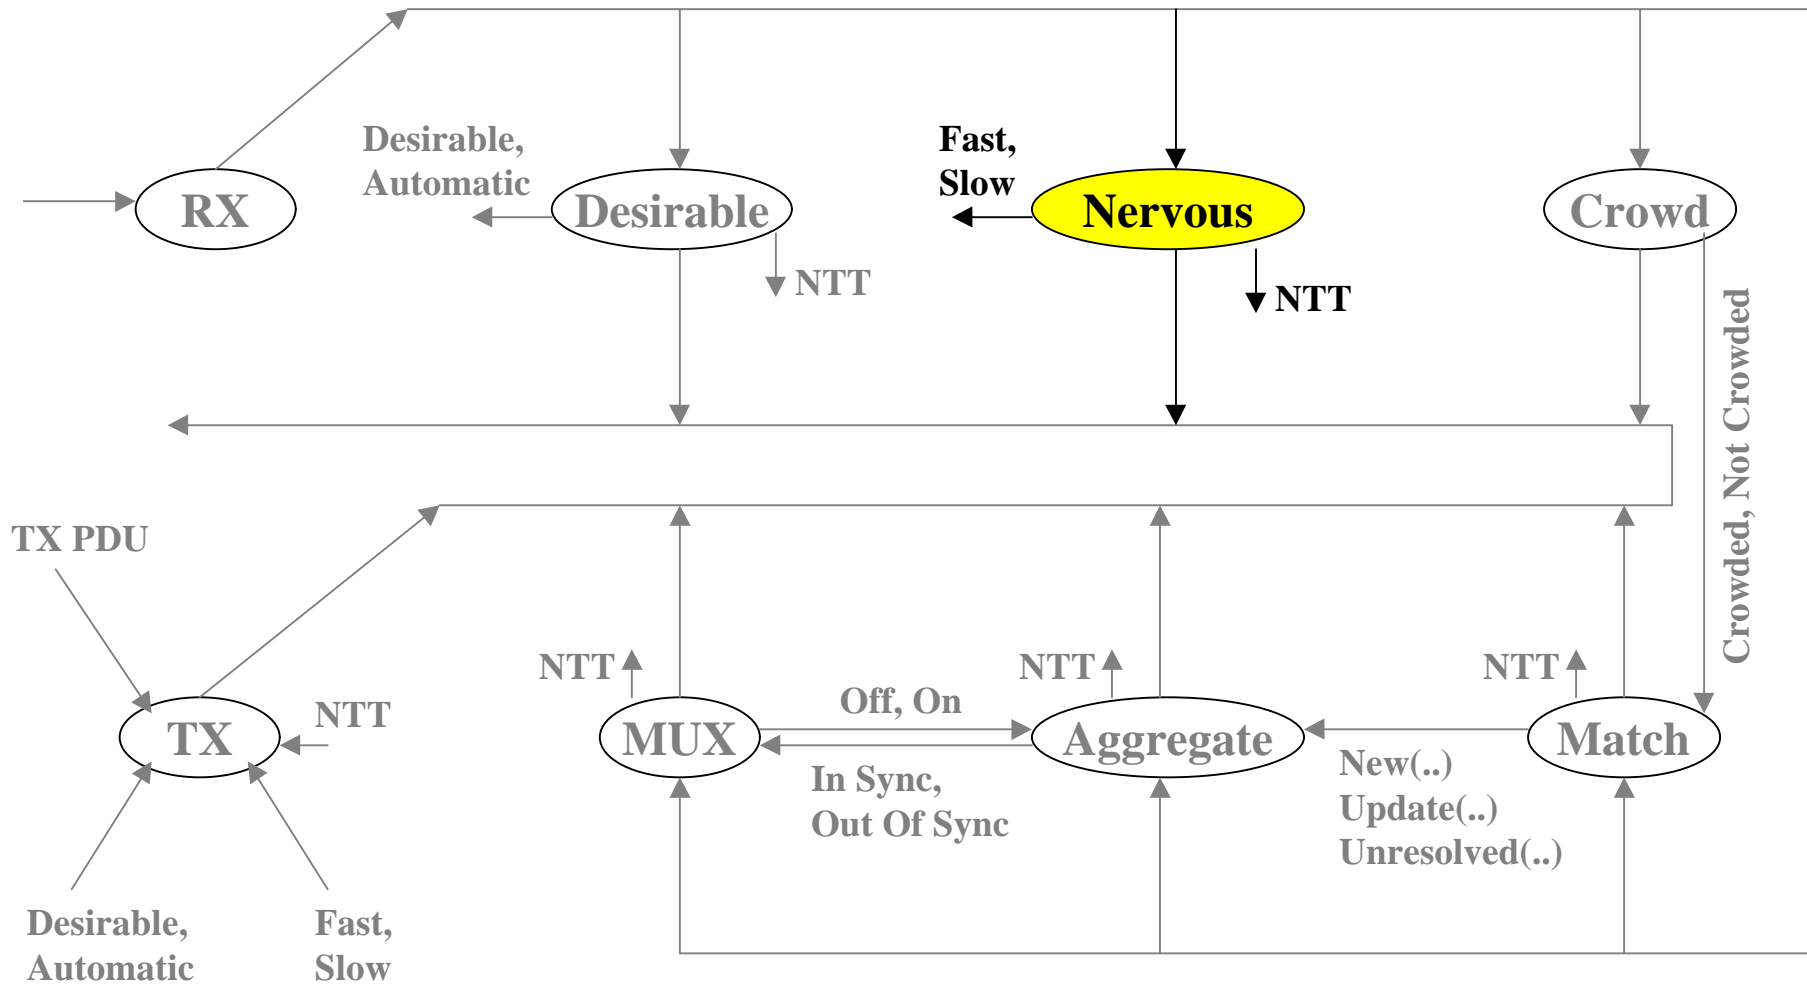 Desirable,
Automatic
Fast,
Slow
RX
Desirable
Nervous
Crowd
NTT
NTT
Crowded, Not Crowded
TX PDU
NTT
NTT
NTT
NTT
Off, On
TX
MUX
Aggregate
Match
In Sync,
Out Of Sync
New(..)
Update(..)
Unresolved(..)
Desirable,
Automatic
Fast,
Slow